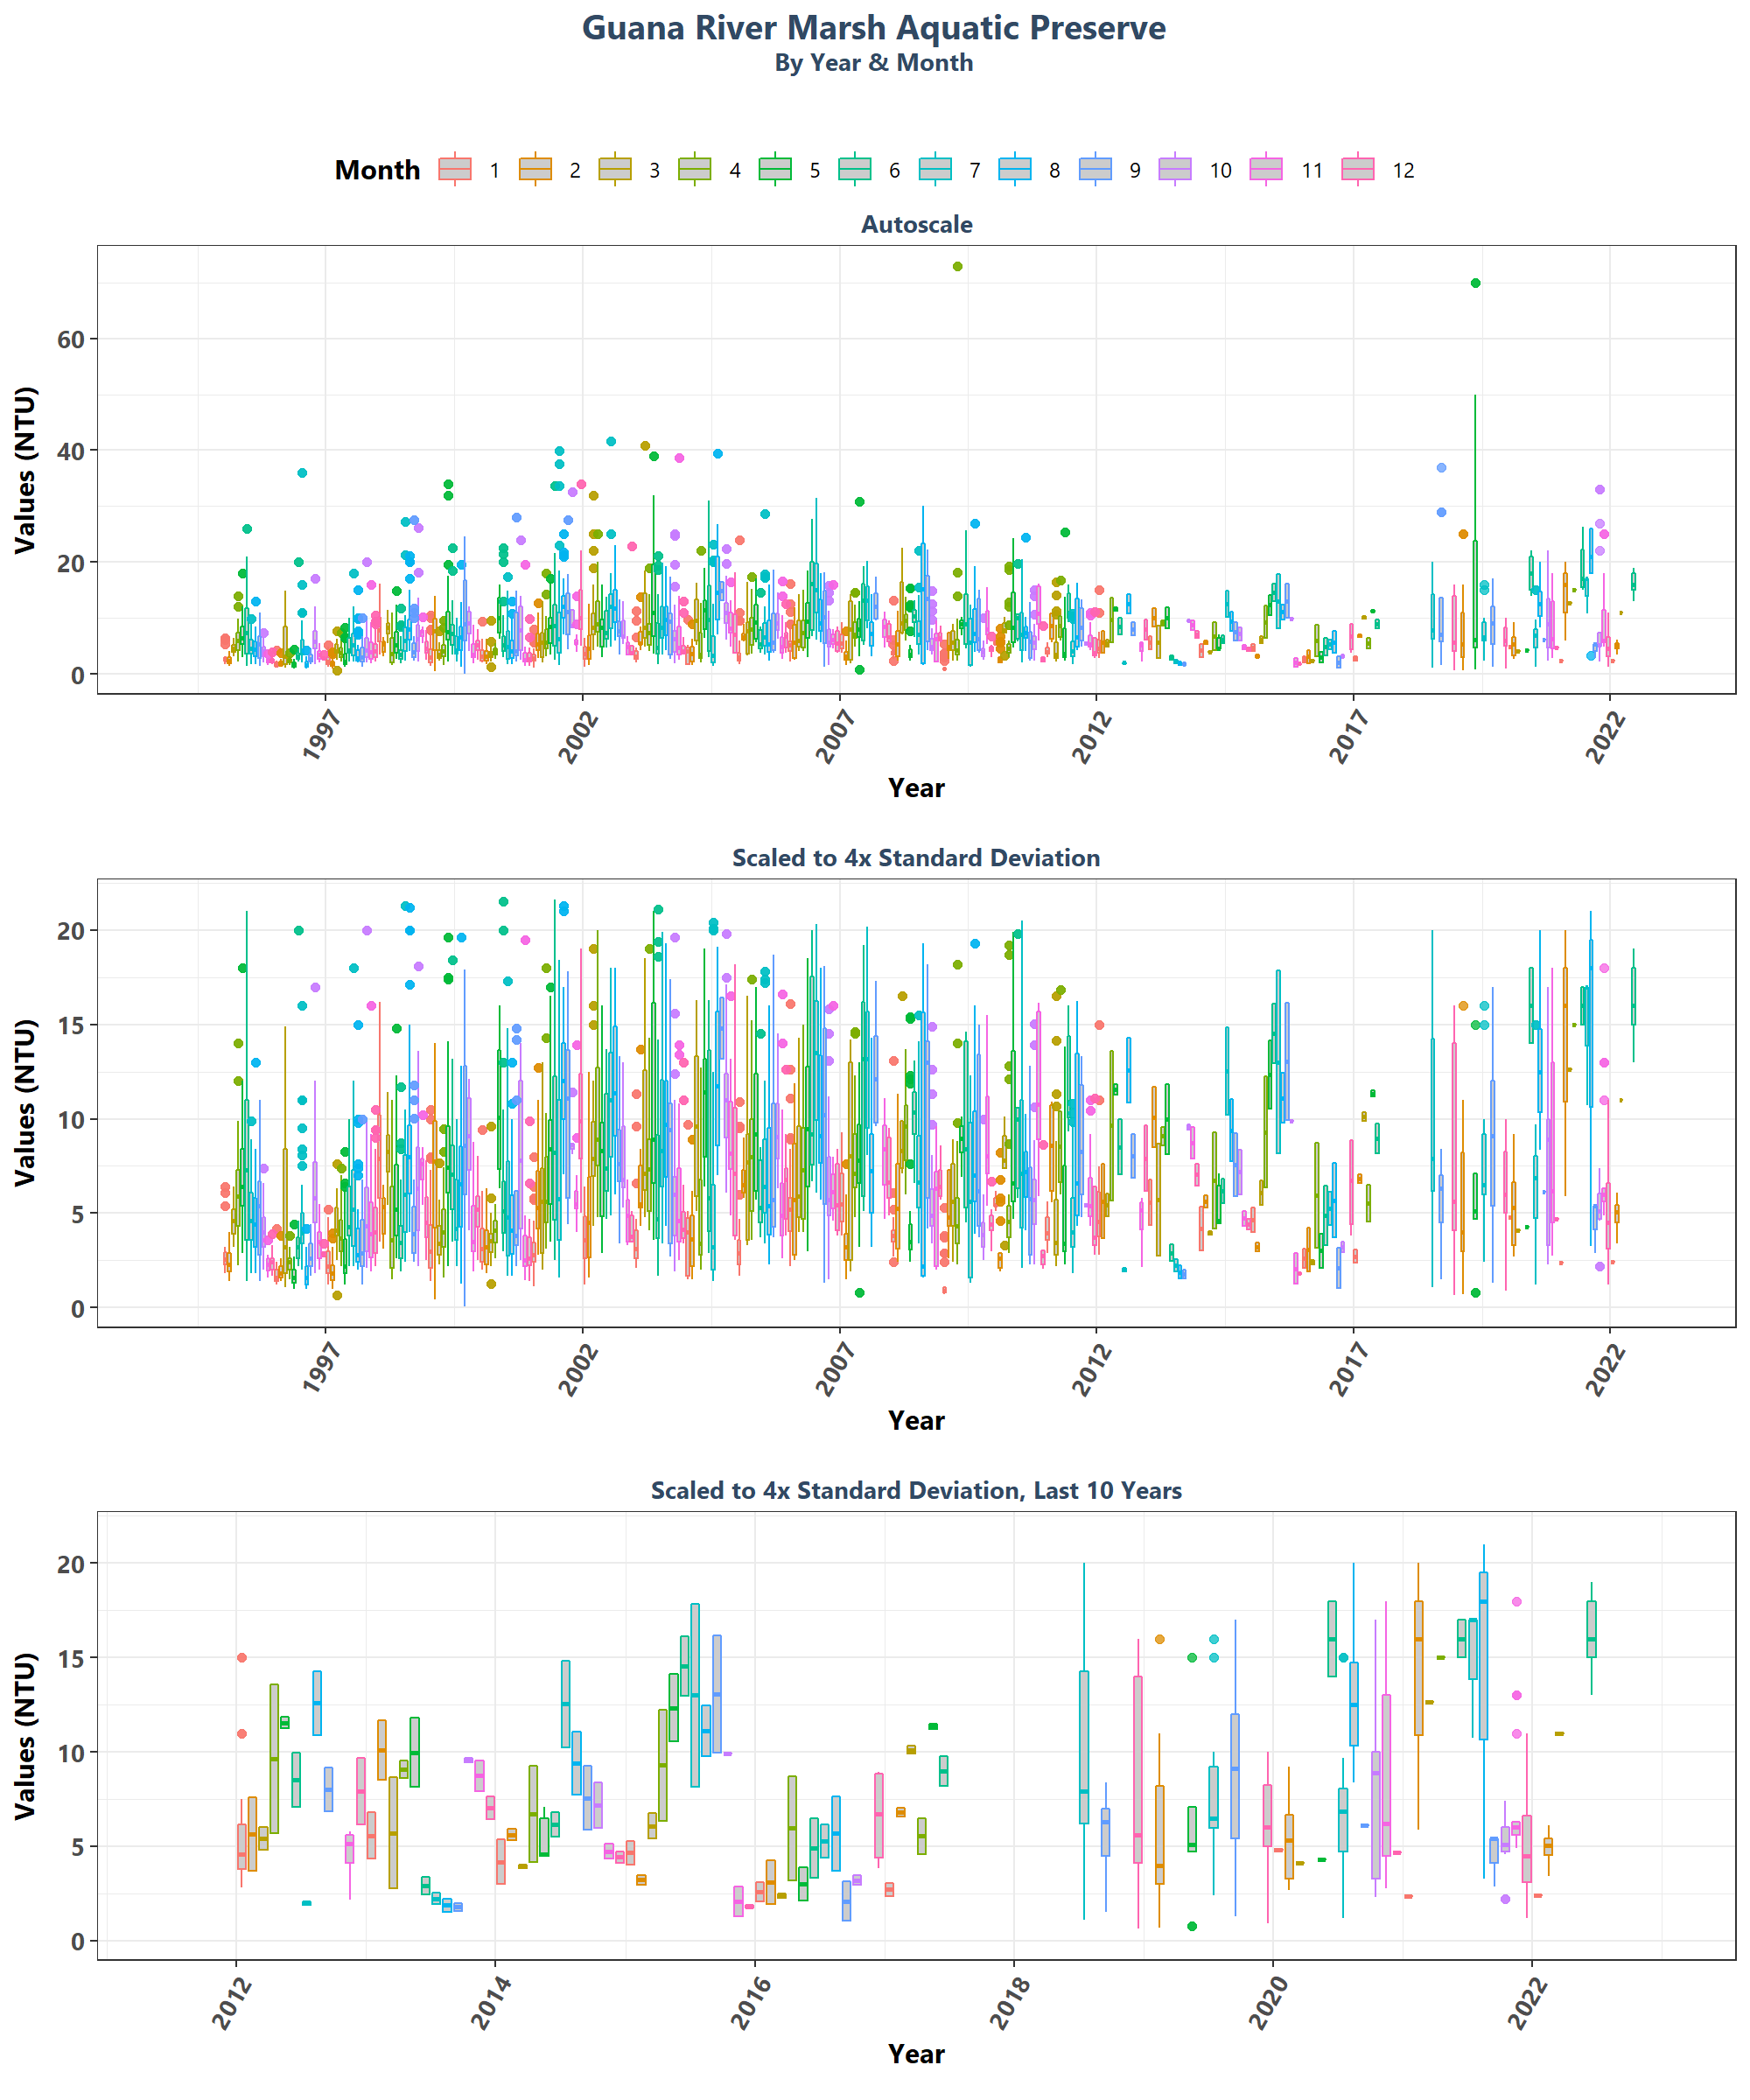 Guana River Marsh Aquatic Preserve
By Year & Month
Month 1 2 3 4 5 6 7 8 9 10 11 12
Autoscale
Values (NTU)
60
40
20
0
1997 2002 2007 2012 2017 2022
Year
Scaled to 4x Standard Deviation
Values (NTU)
20
15
10
5
0
1997 2002 2007 2012 2017 2022
Year
Scaled to 4x Standard Deviation, Last 10 Years
Values (NTU)
20
15
10
5
0
2012 2014 2016 2018 2020 2022
Year